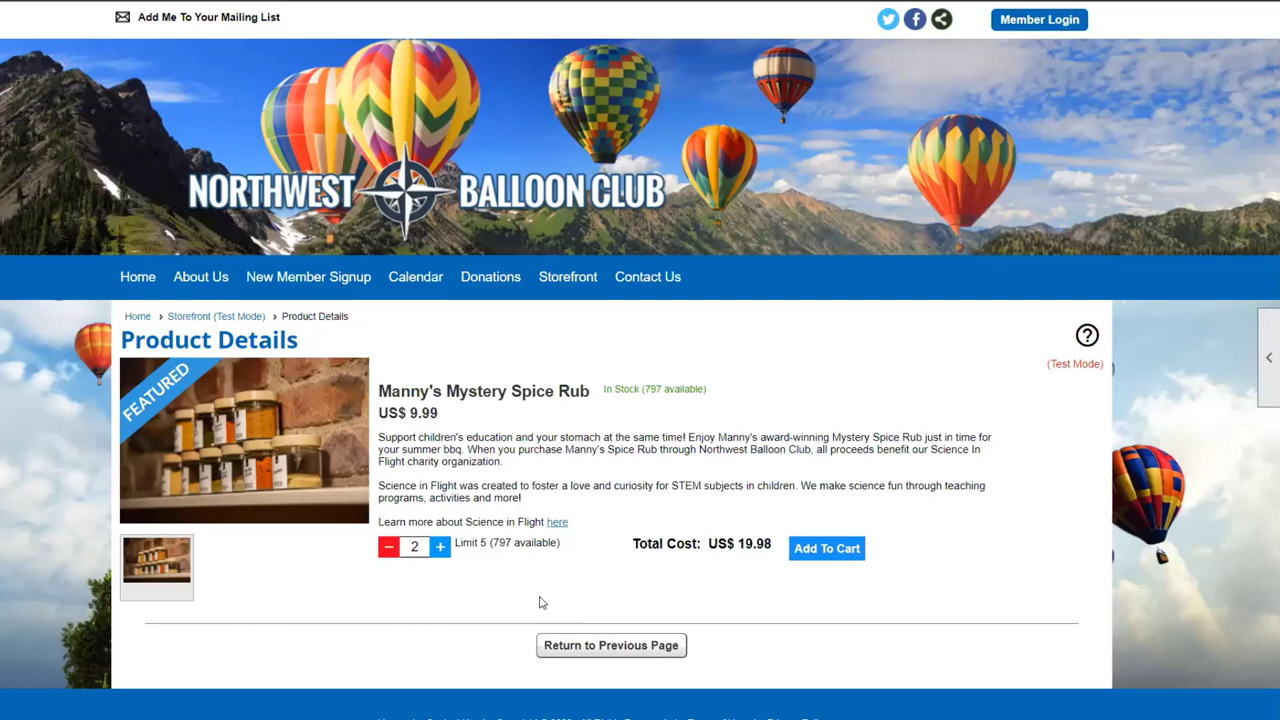 Add Me To Your Mailing List
Member Login
NORTHWEST BALLOON CLUB
Home About Us New Member Signup Calendar Donations Storefront Contact Us
Home › Storefront (Test Mode) › Product Details
Product Details
(Test Mode)
FEATURED
Manny's Mystery Spice Rub In Stock (797 available)
US$ 9.99
Support children's education and your stomach at the same time! Enjoy Manny's award-winning Mystery Spice Rub just in time for
your summer bbq. When you purchase Manny's Spice Rub through Northwest Balloon Club, all proceeds benefit our Science In
Flight charity organization.
Science in Flight was created to foster a love and curiosity for STEM subjects in children. We make science fun through teaching
programs, activities and more!
Learn more about Science in Flight here
− 2 + Limit 5 (797 available) Total Cost: US$ 19.98 Add To Cart
Return to Previous Page